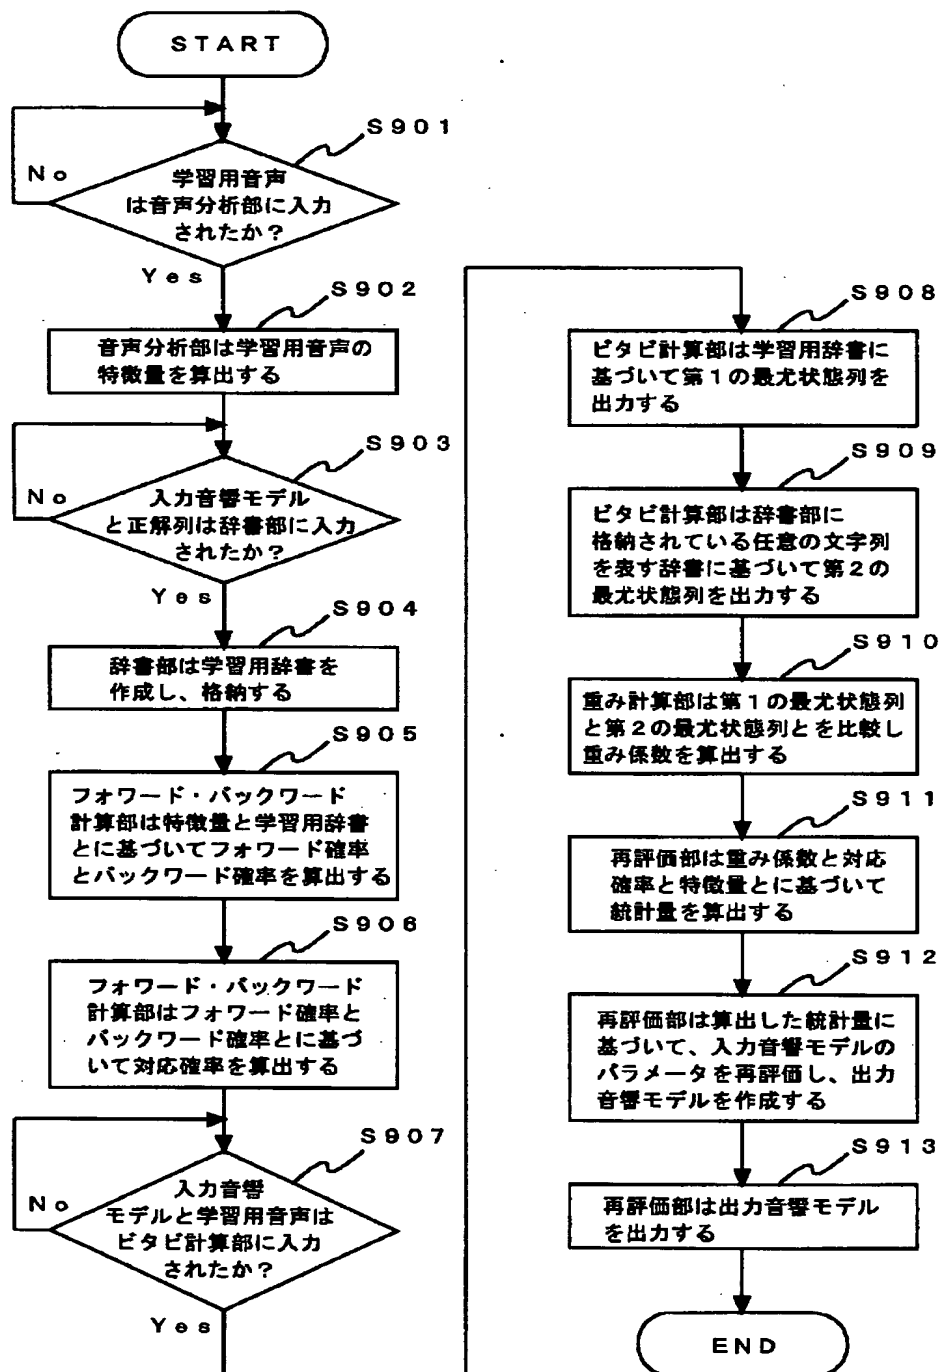 START
S901
No
学習用音声
は音声分析部に入力
されたか？
Yes
S902
音声分析部は学習用音声の
特徴量を算出する
S903
No
入力音響モデル
と正解列は辞書部に入力
されたか？
Yes
S904
辞書部は学習用辞書を
作成し、格納する
S905
フォワード・バックワード
計算部は特徴量と学習用辞書
とに基づいてフォワード確率
とバックワード確率を算出する
S906
フォワード・バックワード
計算部はフォワード確率と
バックワード確率とに基づ
いて対応確率を算出する
S907
No
入力音響
モデルと学習用音声は
ビタビ計算部に入力
されたか？
Yes
S908
ビタビ計算部は学習用辞書に
基づいて第１の最尤状態列を
出力する
S909
ビタビ計算部は辞書部に
格納されている任意の文字列
を表す辞書に基づいて第２の
最尤状態列を出力する
S910
重み計算部は第１の最尤状態列
と第２の最尤状態列とを比較し
重み係数を算出する
S911
再評価部は重み係数と対応
確率と特徴量とに基づいて
統計量を算出する
S912
再評価部は算出した統計量に
基づいて、入力音響モデルの
パラメータを再評価し、出力
音響モデルを作成する
S913
再評価部は出力音響モデル
を出力する
END